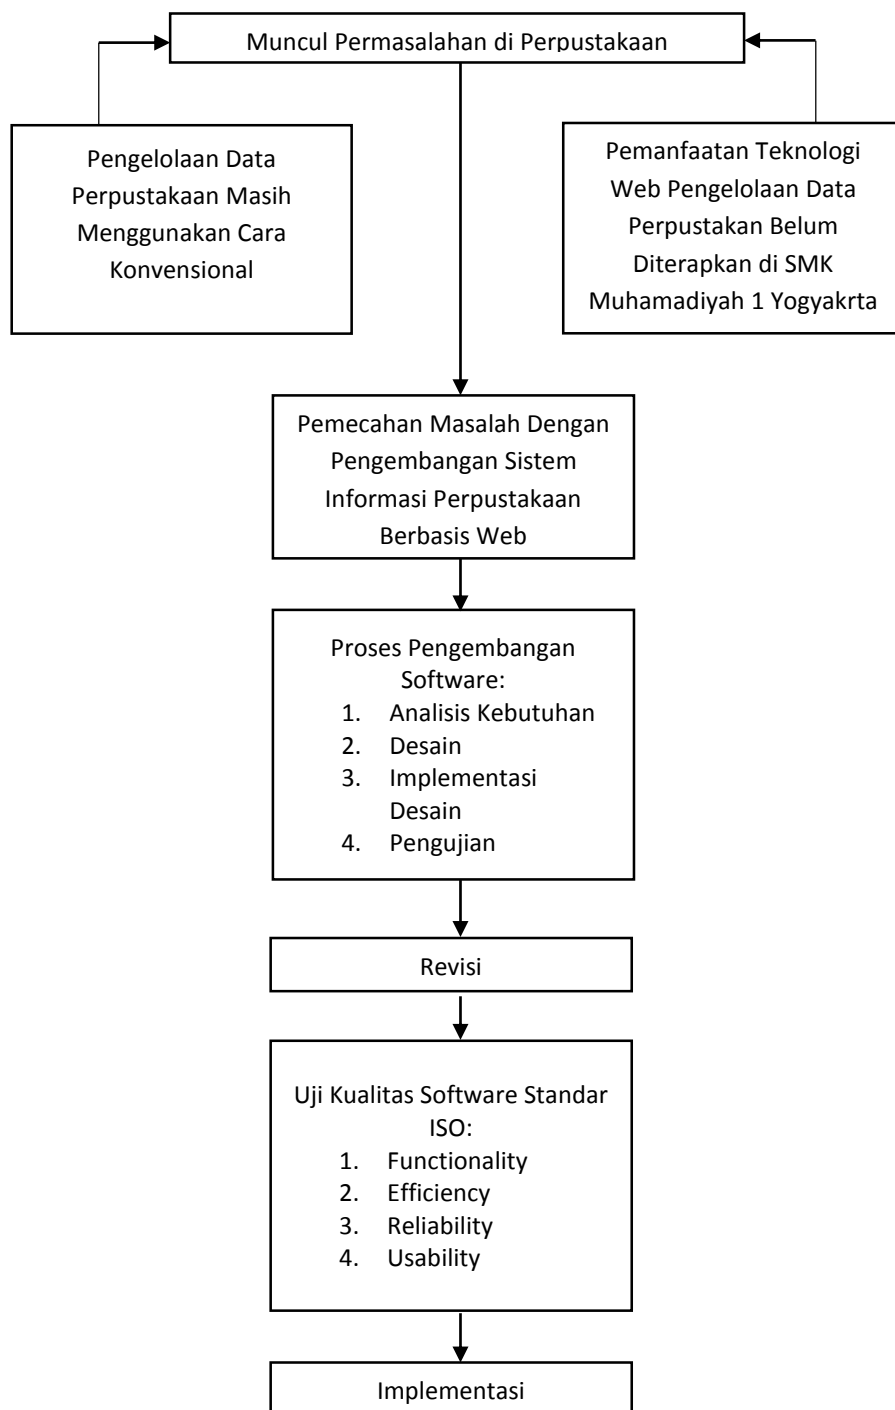 Muncul Permasalahan di Perpustakaan
Pengelolaan Data
Perpustakaan Masih
Menggunakan Cara
Konvensional
Pemanfaatan Teknologi
Web Pengelolaan Data
Perpustakan Belum
Diterapkan di SMK
Muhamadiyah 1 Yogyakrta
Pemecahan Masalah Dengan
Pengembangan Sistem
Informasi Perpustakaan
Berbasis Web
Proses Pengembangan
Software:
1. Analisis Kebutuhan
2. Desain
3. Implementasi
Desain
4. Pengujian
Revisi
Uji Kualitas Software Standar
ISO:
1. Functionality
2. Efficiency
3. Reliability
4. Usability
Implementasi